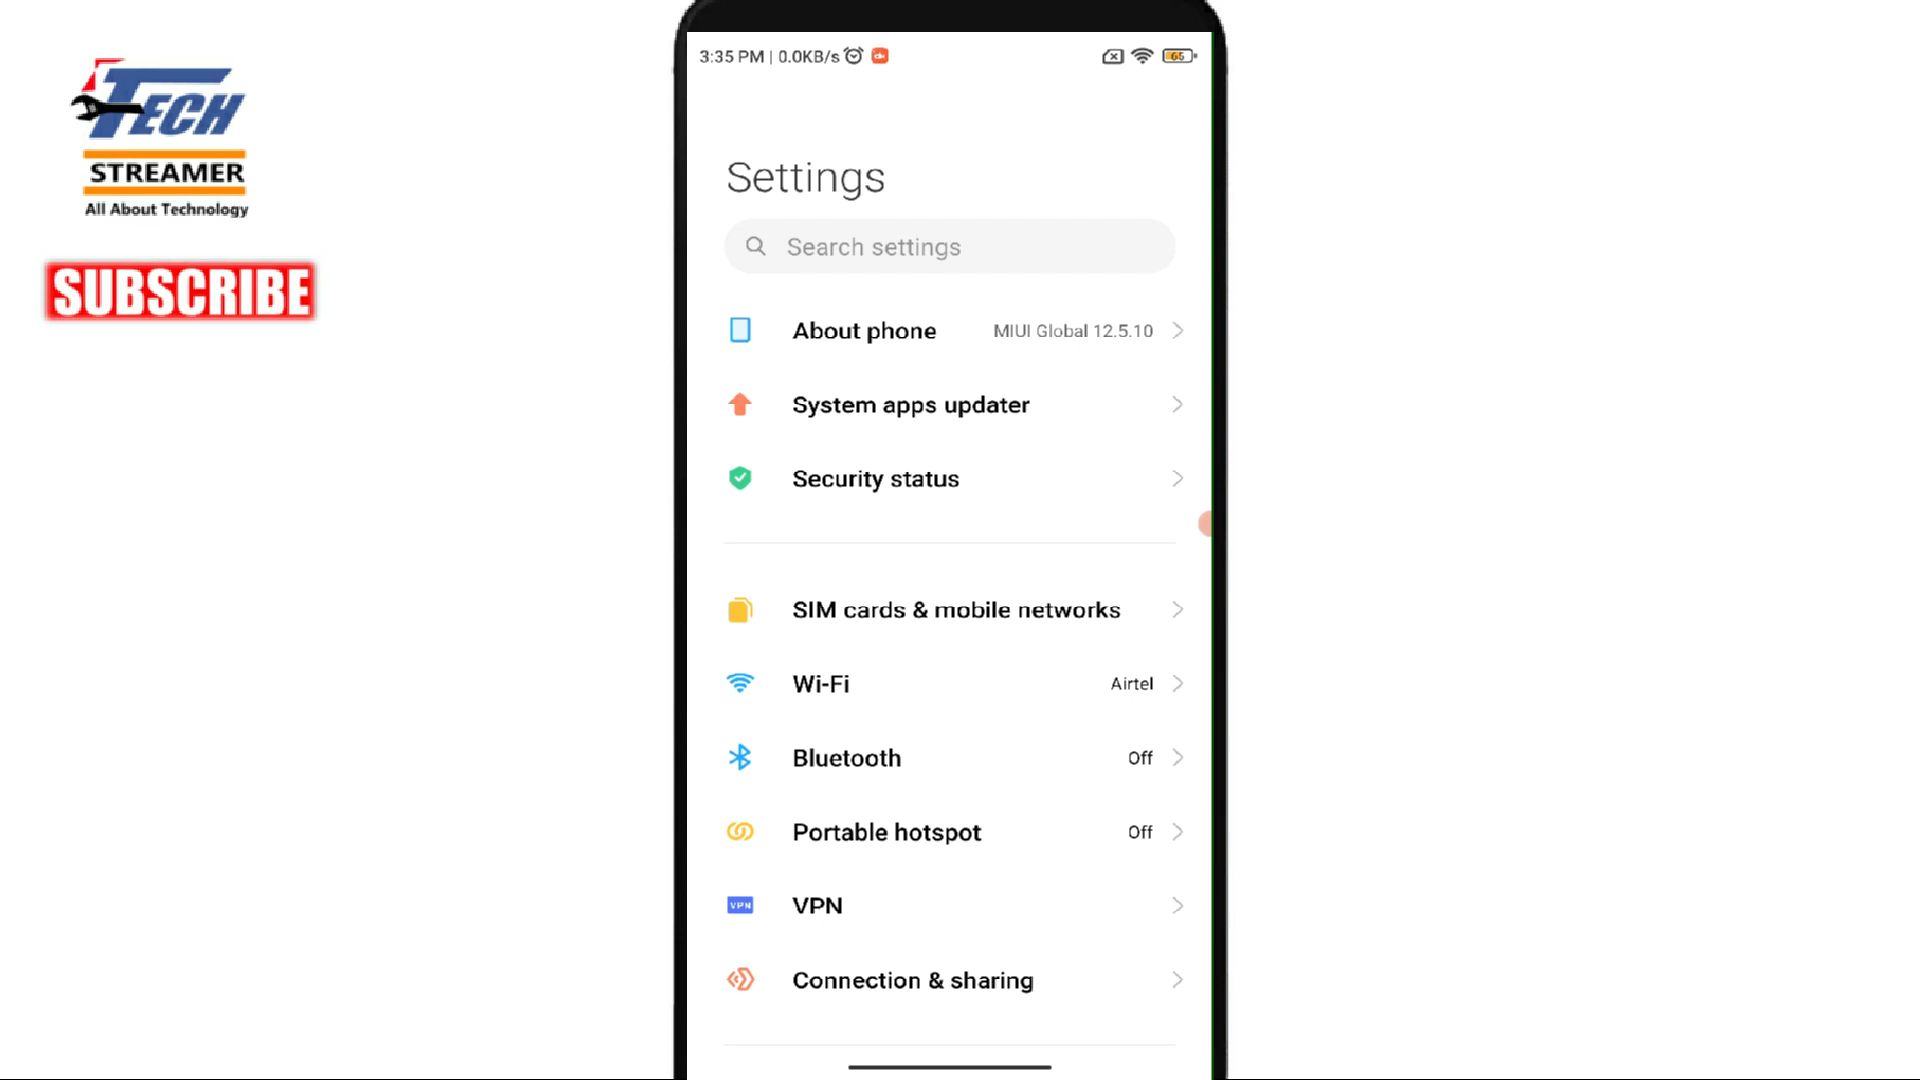 TECH
STREAMER
All About Technology
SUBSCRIBE
3:35 PM | 0.0KB/s
66
Settings
Search settings
About phone MIUI Global 12.5.10
System apps updater
Security status
SIM cards & mobile networks
Wi-Fi Airtel
Bluetooth Off
Portable hotspot Off
VPN VPN
Connection & sharing